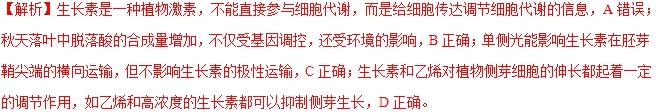 【解析】生长素是一种植物激素，不能直接参与细胞代谢，而是给细胞传达调节细胞代谢的信息，A 错误；
秋天落叶中脱落酸的合成量增加，不仅受基因调控，还受环境的影响，B 正确；单侧光能影响生长素在胚芽
鞘尖端的横向运输，但不影响生长素的极性运输，C 正确；生长素和乙烯对植物侧芽细胞的伸长都起着一定
的调节作用，如乙烯和高浓度的生长素都可以抑制侧芽生长，D 正确。